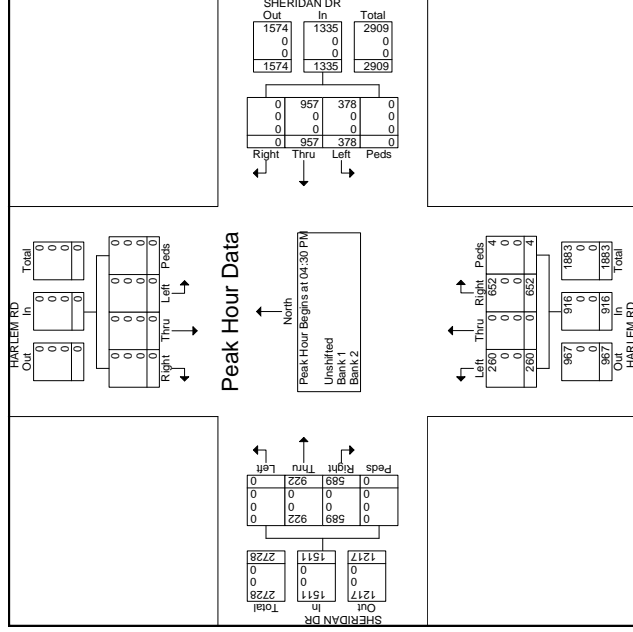 SHERIDAN DR
Out In Total
1574 1335 2909
0 0 0
0 0 0
1574 1335 2909
0 957 378 0
0 0 0 0
0 0 0 0
0 957 378 0
Right Thru Left Peds
HARLEM RD
Out In Total
0 0 0
0 0 0
0 0 0
0 0 0
0 0 0 0
0 0 0 0
0 0 0 0
0 0 0 0
Right Thru Left Peds
Peak Hour Data
North
Peak Hour Begins at 04:30 PM
Unshifted
Bank 1
Bank 2
Left Thru Right Peds
260 0 652 4
0 0 0 0
0 0 0 0
260 0 652 4
967 916 1883
0 0 0
0 0 0
967 916 1883
Out In Total
HARLEM RD
Left Thru Right Peds
0 922 589 0
0 0 0 0
0 0 0 0
0 922 589 0
2728 1511 1217
0 0 0
0 0 0
2728 1511 1217
Total In Out
SHERIDAN DR